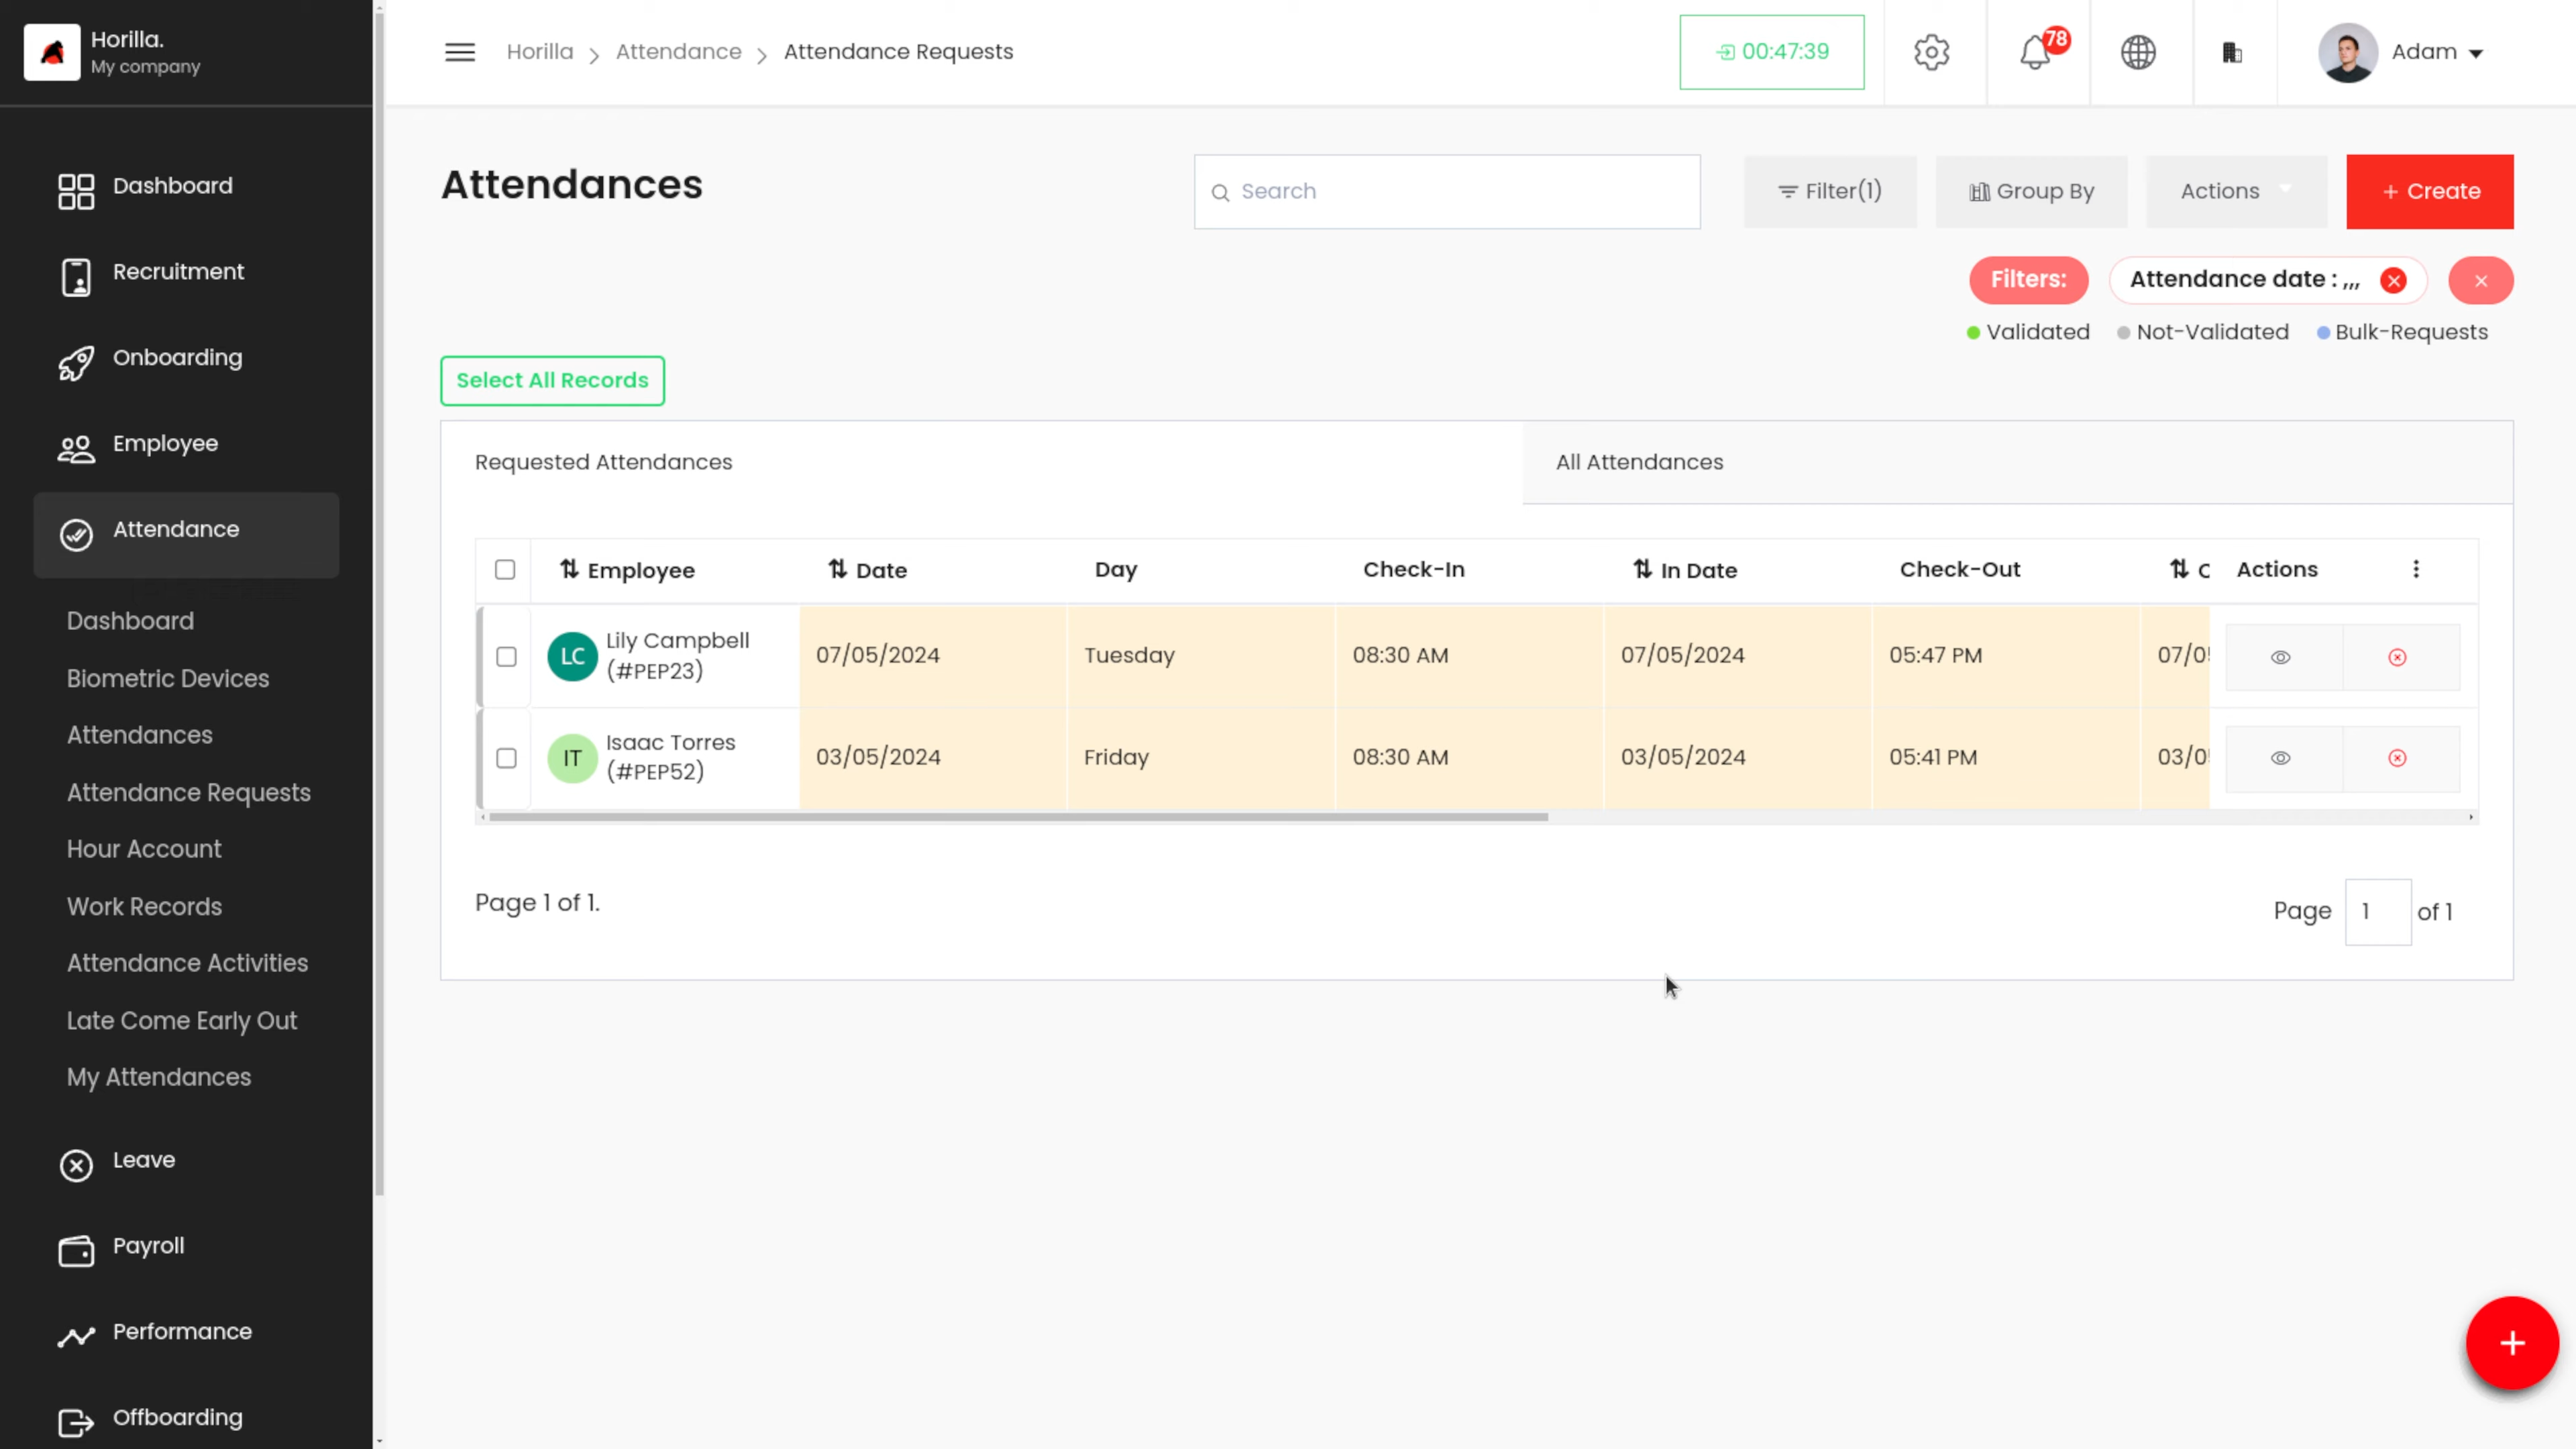 Horilla.
My company
Dashboard
Recruitment
Onboarding
Employee
Attendance
Dashboard
Biometric Devices
Attendances
Attendance Requests
Hour Account
Work Records
Attendance Activities
Late Come Early Out
My Attendances
Leave
Payroll
Performance
Offboarding
Horilla Attendance Attendance Requests
00:47:39
78
Adam
Attendances
Search
Filter(1)
Group By
Actions
+ Create
Filters:
Attendance date : ,,,
Validated Not-Validated Bulk-Requests
Select All Records
Requested Attendances All Attendances
Employee Date Day Check-In In Date Check-Out Actions
LC Lily Campbell (#PEP23) 07/05/2024 Tuesday 08:30 AM 07/05/2024 05:47 PM
IT Isaac Torres (#PEP52) 03/05/2024 Friday 08:30 AM 03/05/2024 05:41 PM
Page 1 of 1.
Page 1 of 1